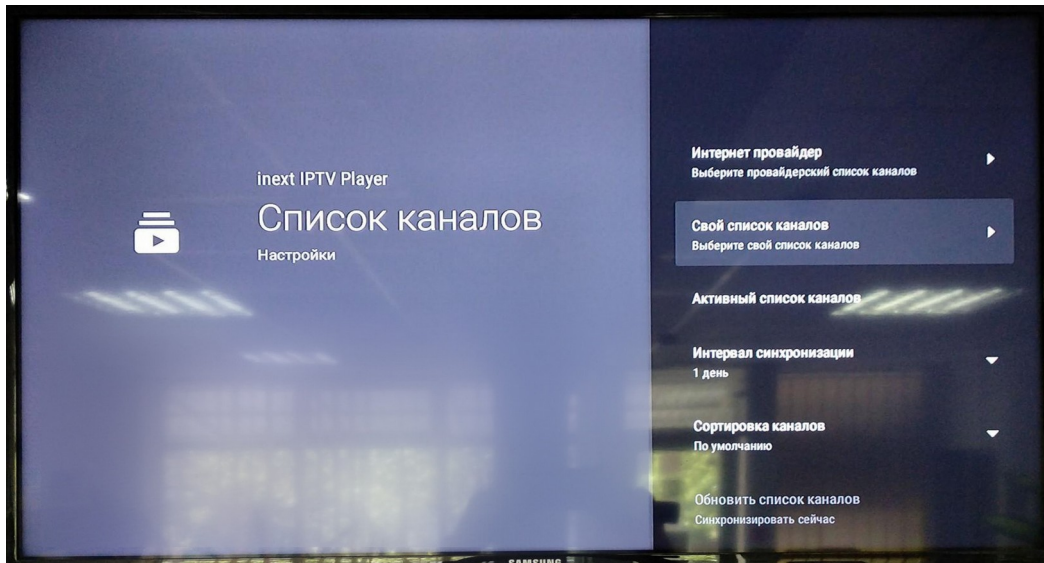 inext IPTV Player
Список каналов
Настройки
Интернет провайдер
Выберите провайдерский список каналов
Свой список каналов
Выберите свой список каналов
Активный список каналов
Интервал синхронизации
1 день
Сортировка каналов
По умолчанию
Обновить список каналов
Синхронизировать сейчас
SAMSUNG